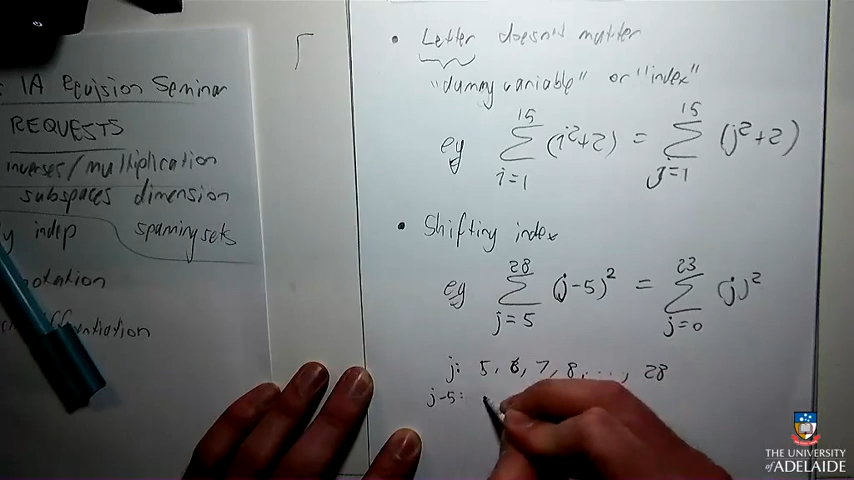 1A Revision Seminar
REQUESTS
inverses/multiplication
subspaces dimension
indep spanning sets
notation
• Letter doesn't matter
"dummy variable" or "index"
eg 15 Σ i=1 (i²+2) = 15 Σ j=1 (j²+2)
• Shifting index
eg 28 Σ j=5 (j-5)² = 23 Σ j=0 (j)²
j: 5, 6, 7, 8, ..., 28
j-5:
THE UNIVERSITY
of ADELAIDE